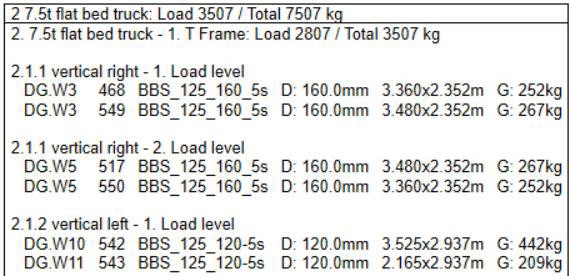 2 7.5t flat bed truck: Load 3507 / Total 7507 kg
2. 7.5t flat bed truck - 1. T Frame: Load 2807 / Total 3507 kg
2.1.1 vertical right - 1. Load level
DG.W3 468 BBS_125_160_5s D: 160.0mm 3.360x2.352m G: 252kg
DG.W3 549 BBS_125_160_5s D: 160.0mm 3.480x2.352m G: 267kg
2.1.1 vertical right - 2. Load level
DG.W5 517 BBS_125_160_5s D: 160.0mm 3.480x2.352m G: 267kg
DG.W5 550 BBS_125_160_5s D: 160.0mm 3.360x2.352m G: 252kg
2.1.2 vertical left - 1. Load level
DG.W10 542 BBS_125_120-5s D: 120.0mm 3.525x2.937m G: 442kg
DG.W11 543 BBS_125_120-5s D: 120.0mm 2.165x2.937m G: 209kg